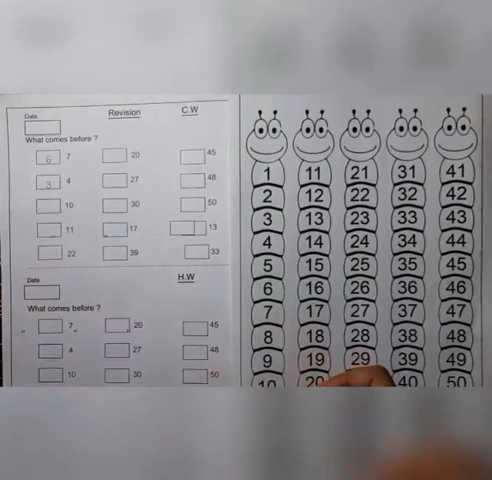 Date Revision C.W
What comes before ?
6 7 20 45
3 4 27 48
10 30 50
11 17 13
22 39 33
Date H.W
What comes before ?
7 20 45
4 27 48
10 30 50
1 11 21 31 41
2 12 22 32 42
3 13 23 33 43
4 14 24 34 44
5 15 25 35 45
6 16 26 36 46
7 17 27 37 47
8 18 28 38 48
9 19 29 39 49
10 20 40 50